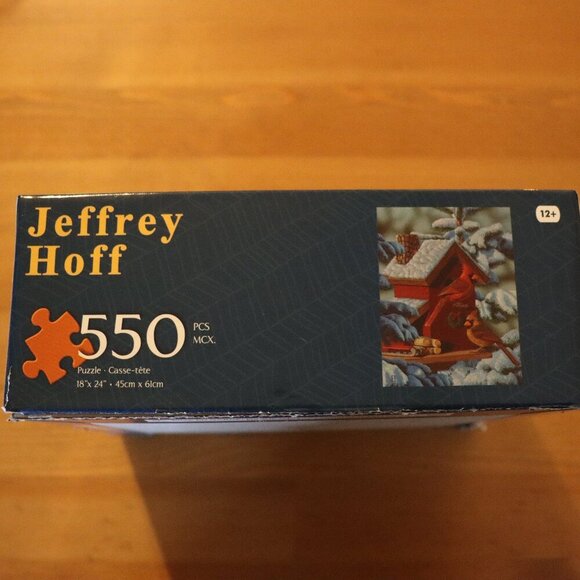 Jeffrey
Hoff
12+
550 PCS
MCX.
Puzzle · Casse-tête
18"x 24" · 45cm x 61cm